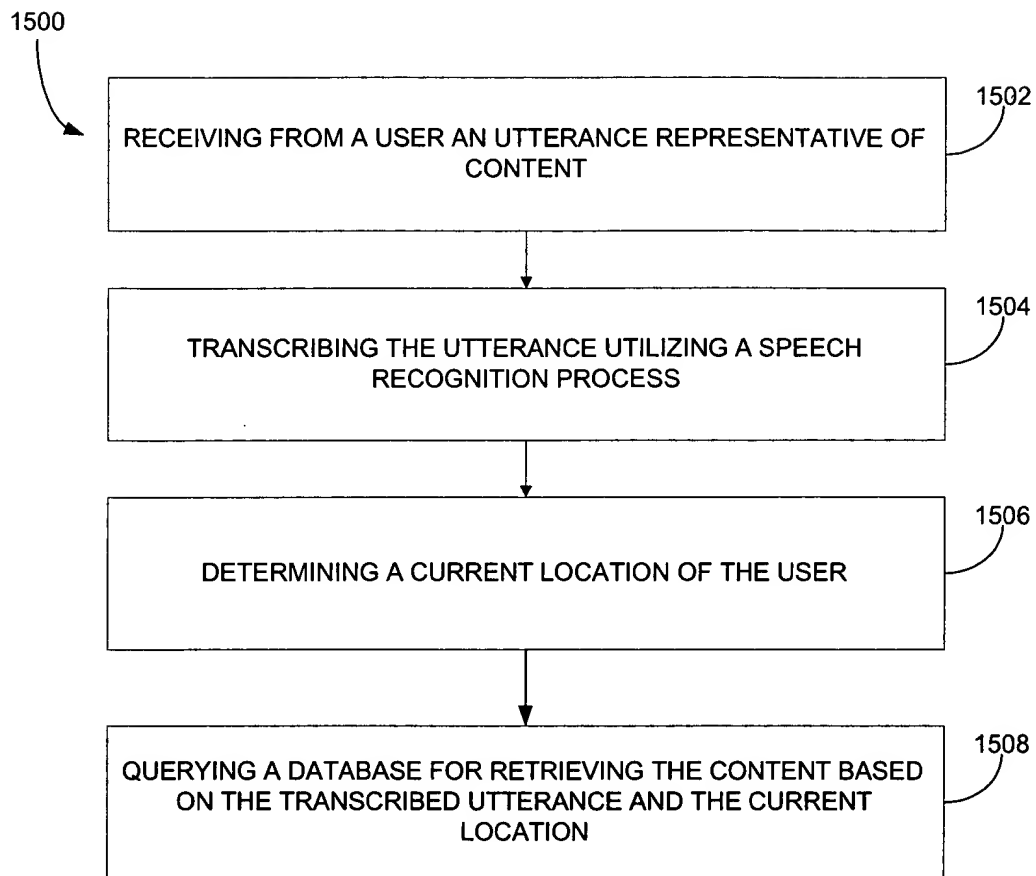 1500
1502
RECEIVING FROM A USER AN UTTERANCE REPRESENTATIVE OF
CONTENT
1504
TRANSCRIBING THE UTTERANCE UTILIZING A SPEECH
RECOGNITION PROCESS
1506
DETERMINING A CURRENT LOCATION OF THE USER
1508
QUERYING A DATABASE FOR RETRIEVING THE CONTENT BASED
ON THE TRANSCRIBED UTTERANCE AND THE CURRENT
LOCATION